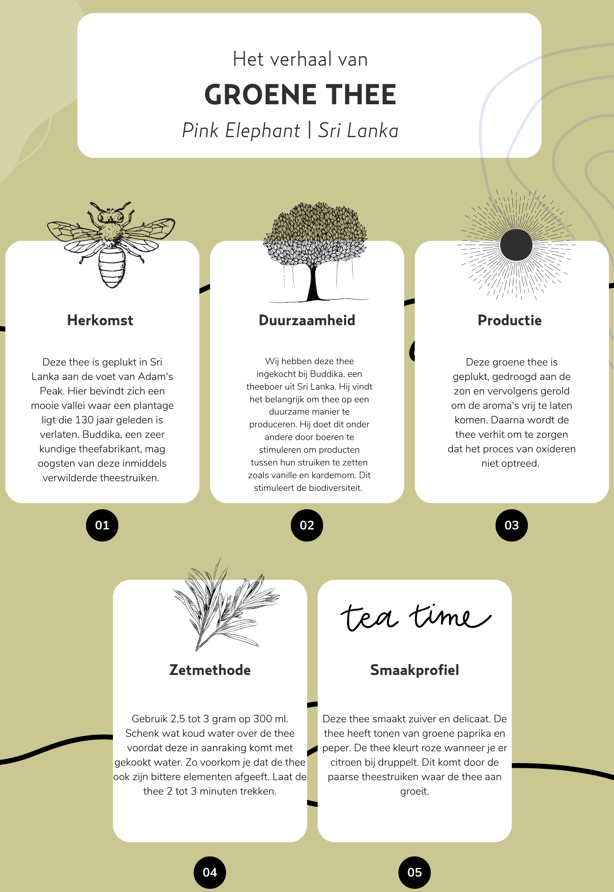 Het verhaal van
GROENE THEE
Pink Elephant | Sri Lanka
Herkomst
Deze thee is geplukt in Sri
Lanka aan de voet van Adam's
Peak. Hier bevindt zich een
mooie vallei waar een plantage
ligt die 130 jaar geleden is
verlaten. Buddika, een zeer
kundige theefabrikant, mag
oogsten van deze inmiddels
verwilderde theestruiken.
01
Duurzaamheid
Wij hebben deze thee
ingekocht bij Buddika, een
theeboer uit Sri Lanka. Hij vindt
het belangrijk om thee op een
duurzame manier te
produceren. Hij doet dit onder
andere door boeren te
stimuleren om producten
tussen hun struiken te zetten
zoals vanille en kardemom. Dit
stimuleert de biodiversiteit.
02
Productie
Deze groene thee is
geplukt, gedroogd aan de
zon en vervolgens gerold
om de aroma's vrij te laten
komen. Daarna wordt de
thee verhit om te zorgen
dat het proces van oxideren
niet optreed.
03
Zetmethode
Gebruik 2,5 tot 3 gram op 300 ml.
Schenk wat koud water over de thee
voordat deze in aanraking komt met
gekookt water. Zo voorkom je dat de thee
ook zijn bittere elementen afgeeft. Laat de
thee 2 tot 3 minuten trekken.
04
tea time
Smaakprofiel
Deze thee smaakt zuiver en delicaat. De
thee heeft tonen van groene paprika en
peper. De thee kleurt roze wanneer je er
citroen bij druppelt. Dit komt door de
paarse theestruiken waar de thee aan
groeit.
05